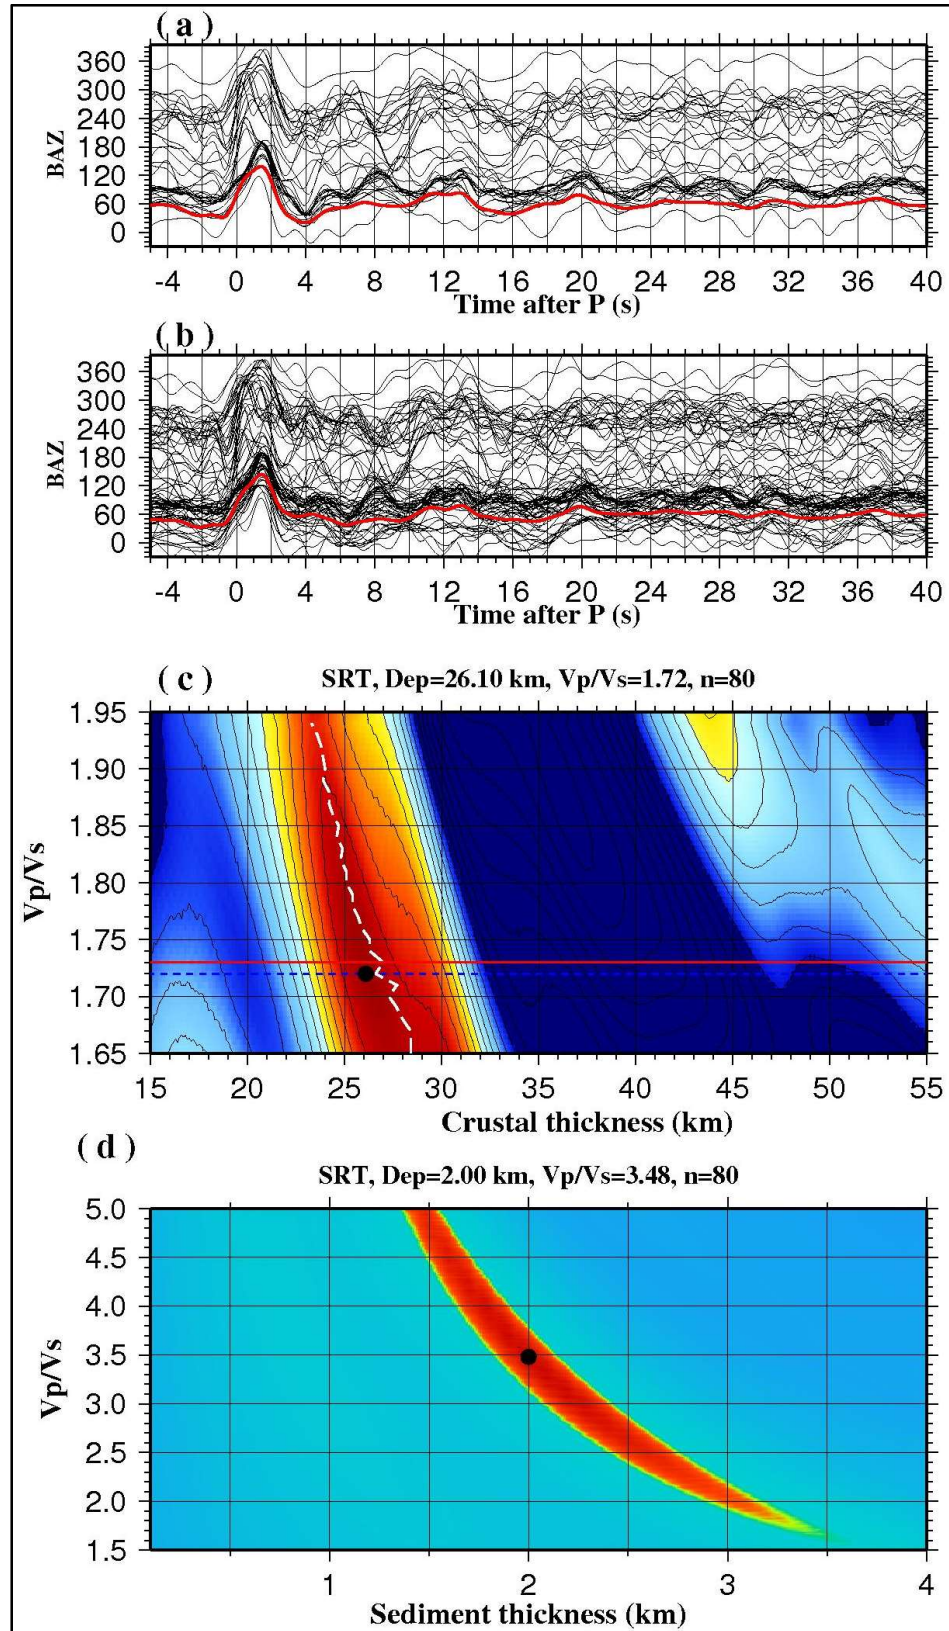 ( a )
BAZ
360
300
240
180
120
60
0
-4 0 4 8 12 16 20 24 28 32 36 40
Time after P (s)
( b )
BAZ
360
300
240
180
120
60
0
-4 0 4 8 12 16 20 24 28 32 36 40
Time after P (s)
( c )
SRT, Dep=26.10 km, Vp/Vs=1.72, n=80
Vp/Vs
1.95
1.90
1.85
1.80
1.75
1.70
1.65
15 20 25 30 35 40 45 50 55
Crustal thickness (km)
( d )
SRT, Dep=2.00 km, Vp/Vs=3.48, n=80
Vp/Vs
5.0
4.5
4.0
3.5
3.0
2.5
2.0
1.5
1 2 3 4
Sediment thickness (km)